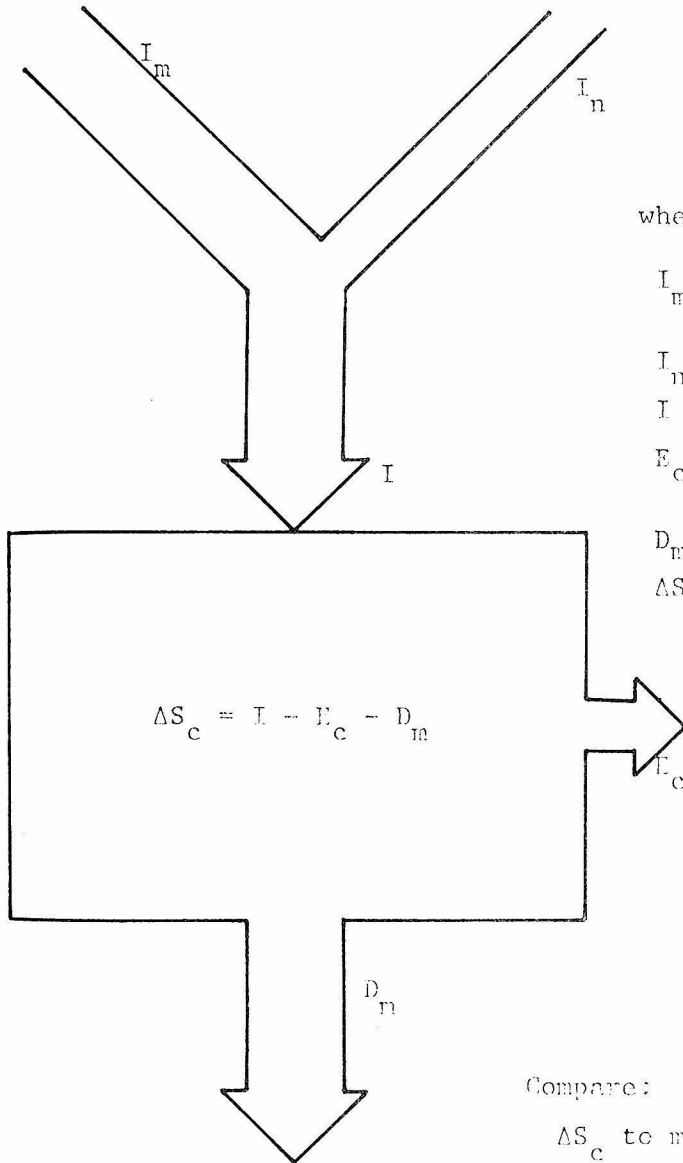 I_m
I_n
whe
I_m
I_n
I
E_c
I
D_m
ΔS
ΔS_c = I - E_c - D_m
E_c
D_m
Compare:
ΔS_c to m